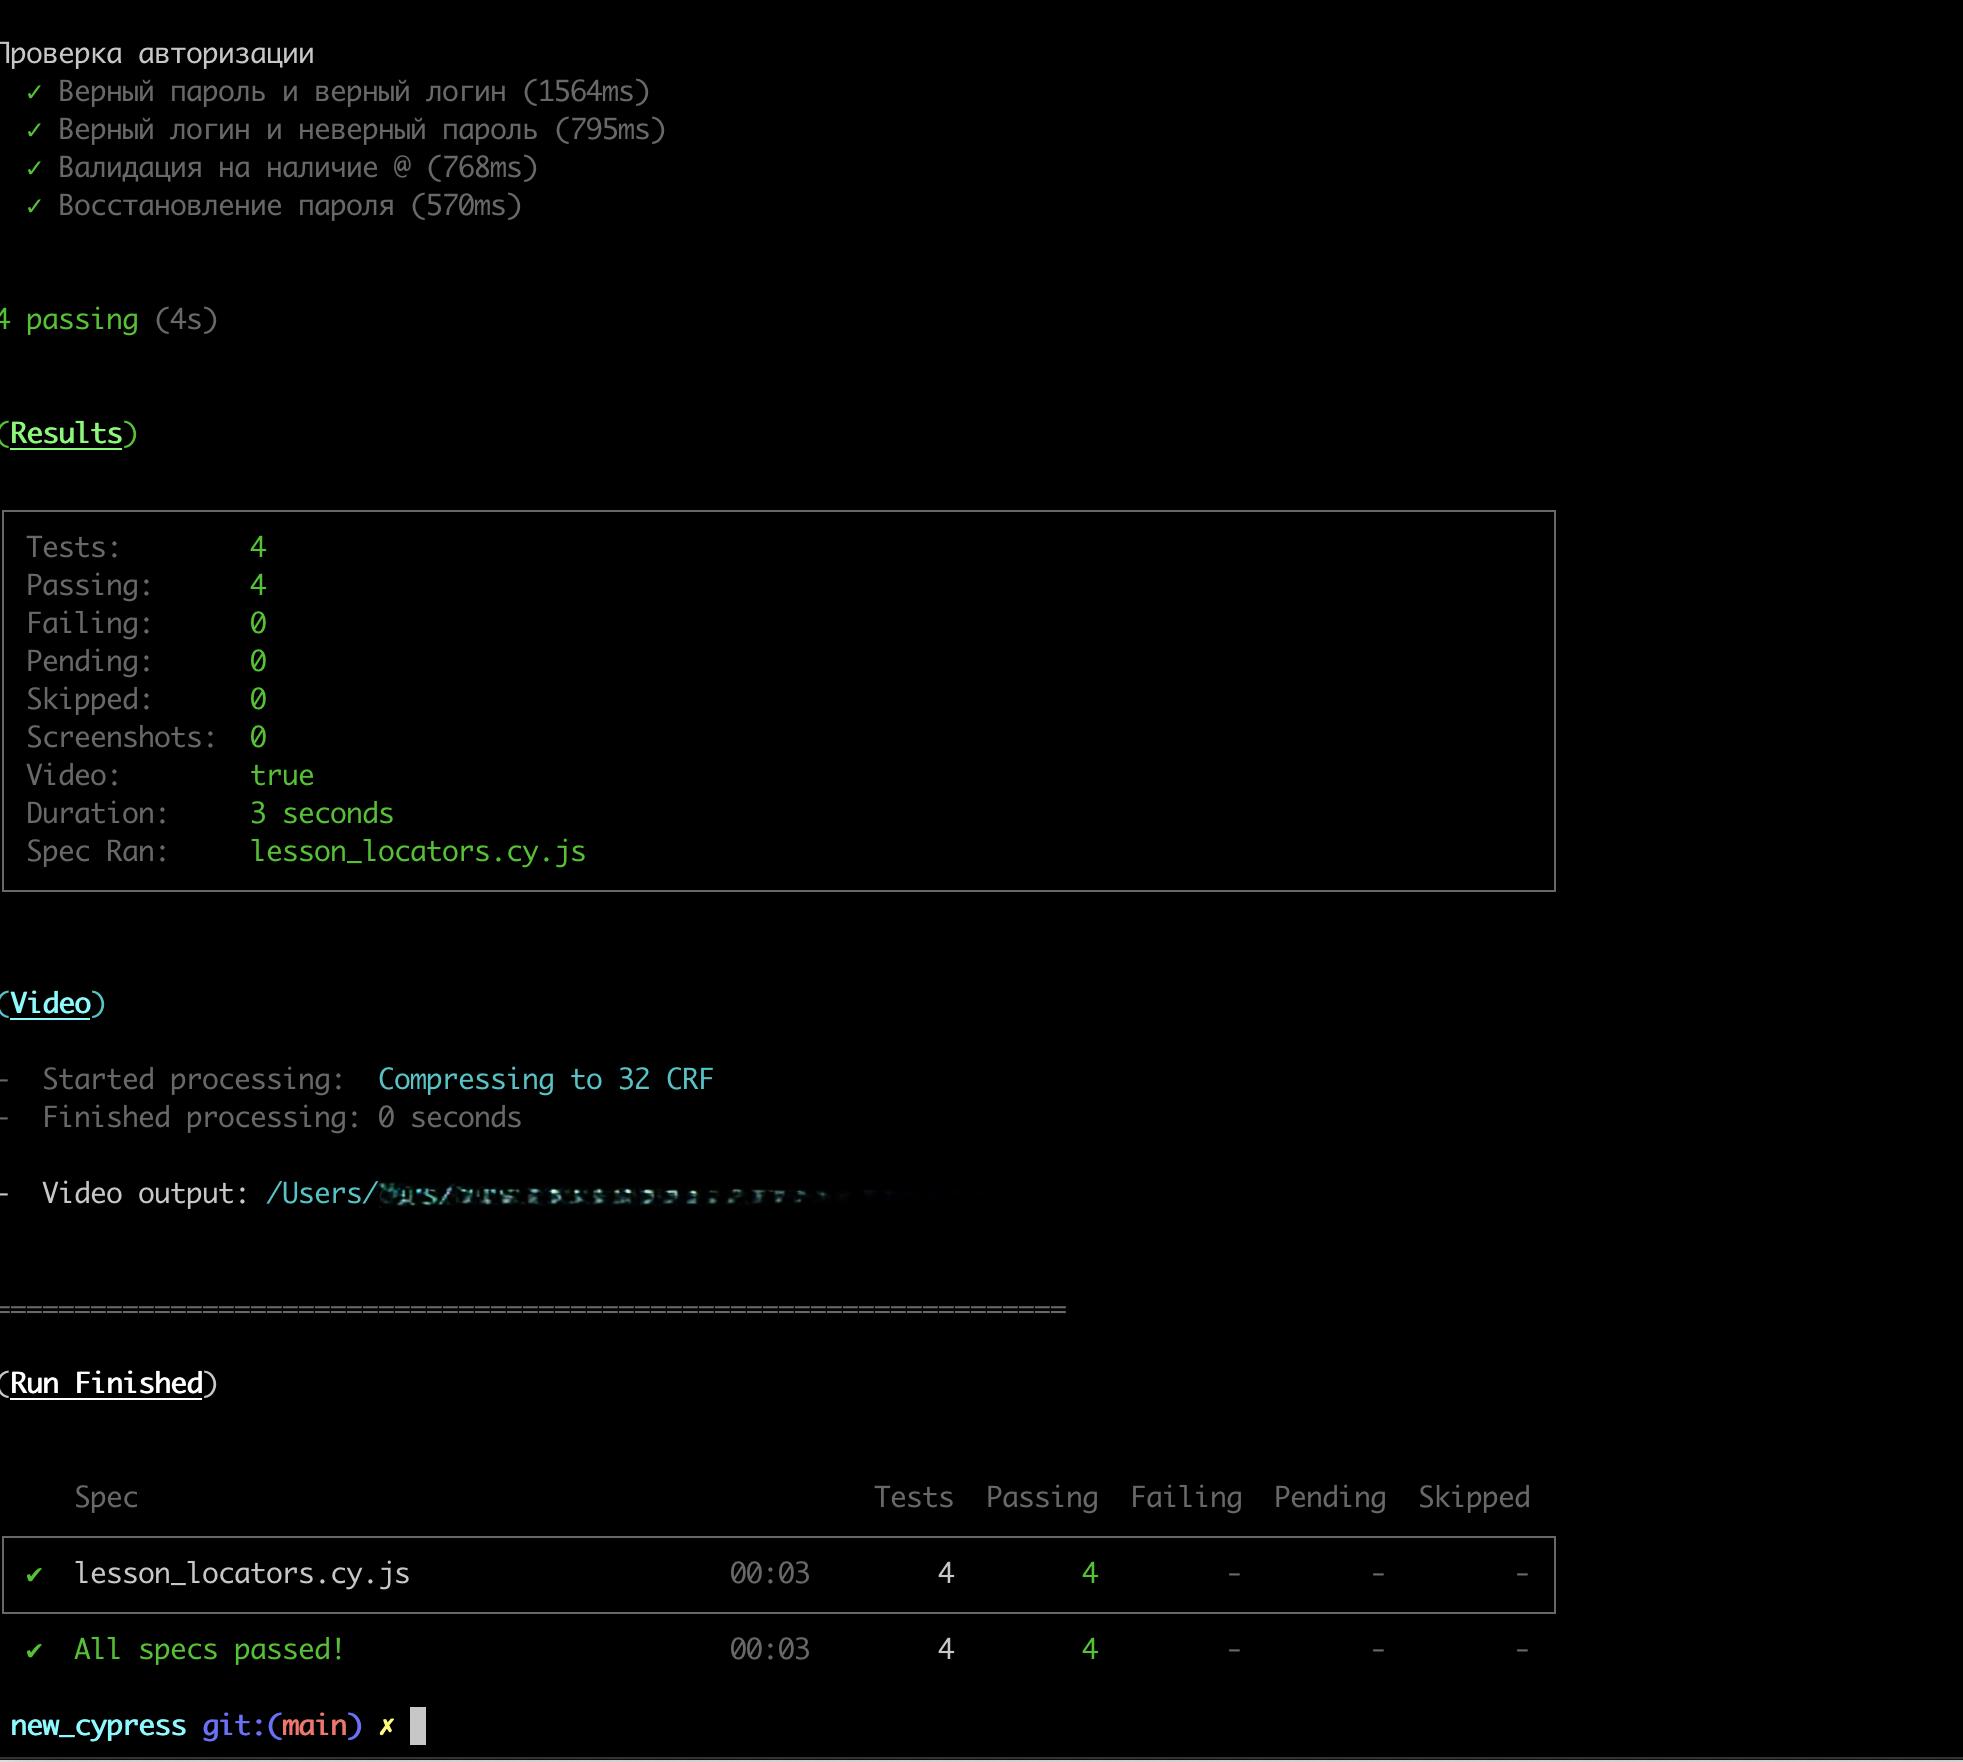 Проверка авторизации
✓ Верный пароль и верный логин (1564ms)
✓ Верный логин и неверный пароль (795ms)
✓ Валидация на наличие @ (768ms)
✓ Восстановление пароля (570ms)
4 passing (4s)
(Results)
Tests: 4
Passing: 4
Failing: 0
Pending: 0
Skipped: 0
Screenshots: 0
Video: true
Duration: 3 seconds
Spec Ran: lesson_locators.cy.js
(Video)
- Started processing: Compressing to 32 CRF
- Finished processing: 0 seconds
- Video output: /Users/
===================================================================
(Run Finished)
Spec Tests Passing Failing Pending Skipped
✔ lesson_locators.cy.js 00:03 4 4 - - -
✔ All specs passed! 00:03 4 4 - - -
new_cypress git:(main) ✗